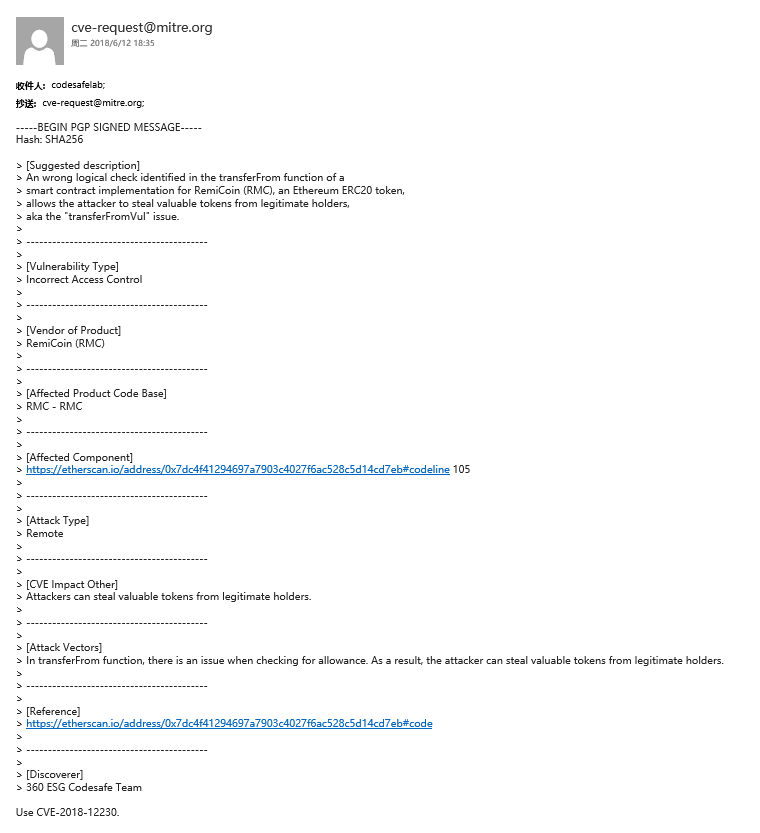 cve-request@mitre.org
周二 2018/6/12 18:35
收件人: codesafelab;
抄送: cve-request@mitre.org;
-----BEGIN PGP SIGNED MESSAGE-----
Hash: SHA256
> [Suggested description]
> An wrong logical check identified in the transferFrom function of a
> smart contract implementation for RemiCoin (RMC), an Ethereum ERC20 token,
> allows the attacker to steal valuable tokens from legitimate holders,
> aka the "transferFromVul" issue.
>
> ------------------------------------------
>
> [Vulnerability Type]
> Incorrect Access Control
>
> ------------------------------------------
>
> [Vendor of Product]
> RemiCoin (RMC)
>
> ------------------------------------------
>
> [Affected Product Code Base]
> RMC - RMC
>
> ------------------------------------------
>
> [Affected Component]
> https://etherscan.io/address/0x7dc4f41294697a7903c4027f6ac528c5d14cd7eb#codeline 105
>
> ------------------------------------------
>
> [Attack Type]
> Remote
>
> ------------------------------------------
>
> [CVE Impact Other]
> Attackers can steal valuable tokens from legitimate holders.
>
> ------------------------------------------
>
> [Attack Vectors]
> In transferFrom function, there is an issue when checking for allowance. As a result, the attacker can steal valuable tokens from legitimate holders.
>
> ------------------------------------------
>
> [Reference]
> https://etherscan.io/address/0x7dc4f41294697a7903c4027f6ac528c5d14cd7eb#code
>
> ------------------------------------------
>
> [Discoverer]
> 360 ESG Codesafe Team
Use CVE-2018-12230.